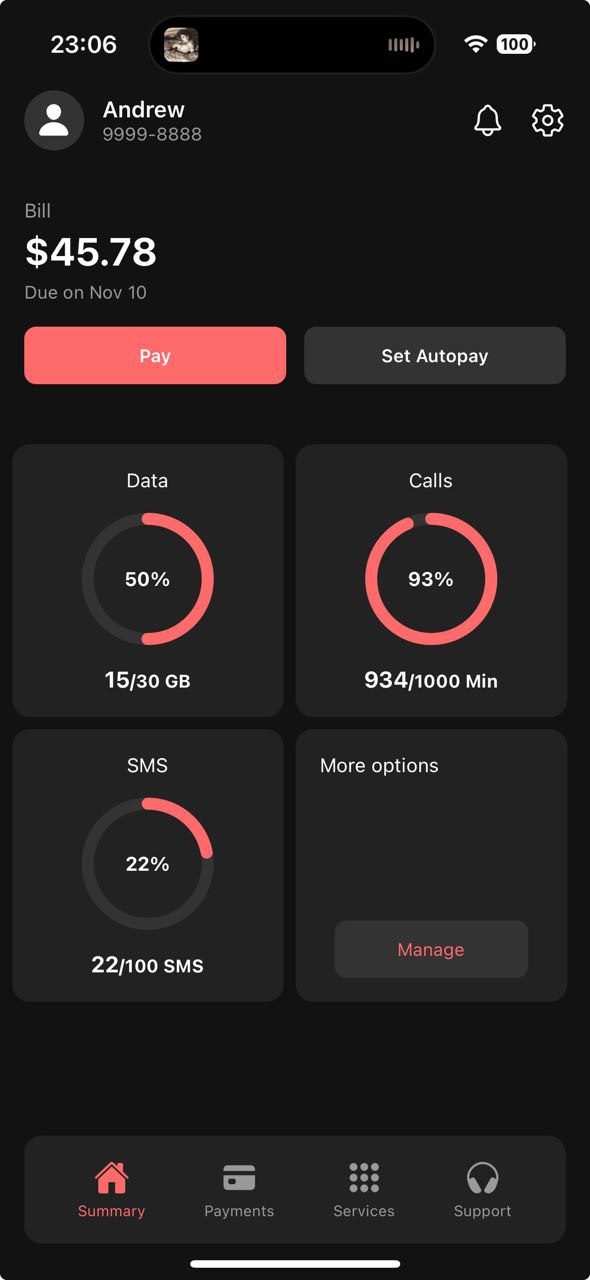 23:06
100
Andrew
9999-8888
Bill
$45.78
Due on Nov 10
Pay
Set Autopay
Data
Calls
50%
93%
15/30 GB
934/1000 Min
SMS
More options
22%
Manage
22/100 SMS
Summary
Payments
Services
Support